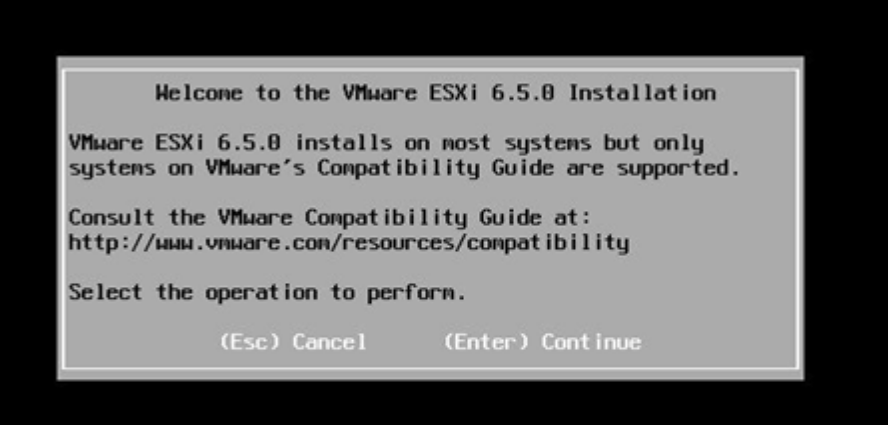 Welcome to the VMware ESXi 6.5.0 Installation
VMware ESXi 6.5.0 installs on most systems but only
systems on VMware's Compatibility Guide are supported.
Consult the VMware Compatibility Guide at:
http://www.vmware.com/resources/compatibility
Select the operation to perform.
(Esc) Cancel (Enter) Continue